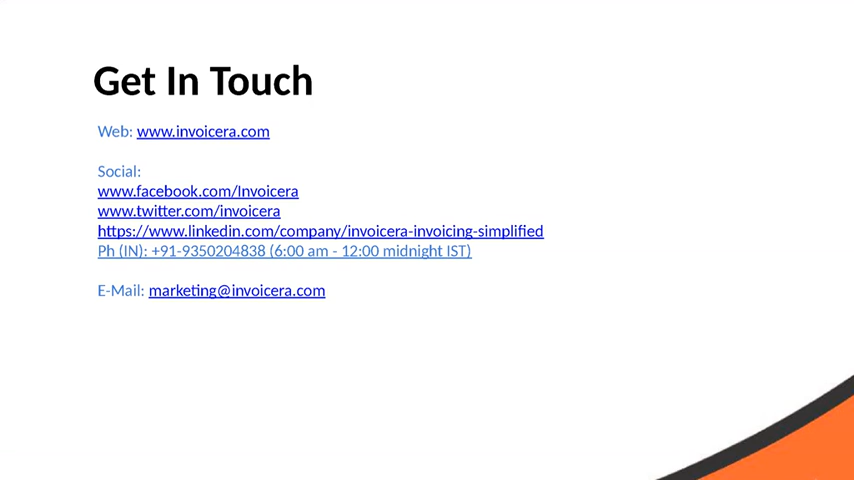 Get In Touch
Web: www.invoicera.com
Social:
www.facebook.com/Invoicera
www.twitter.com/invoicera
https://www.linkedin.com/company/invoicera-invoicing-simplified
Ph (IN): +91-9350204838 (6:00 am - 12:00 midnight IST)
E-Mail: marketing@invoicera.com